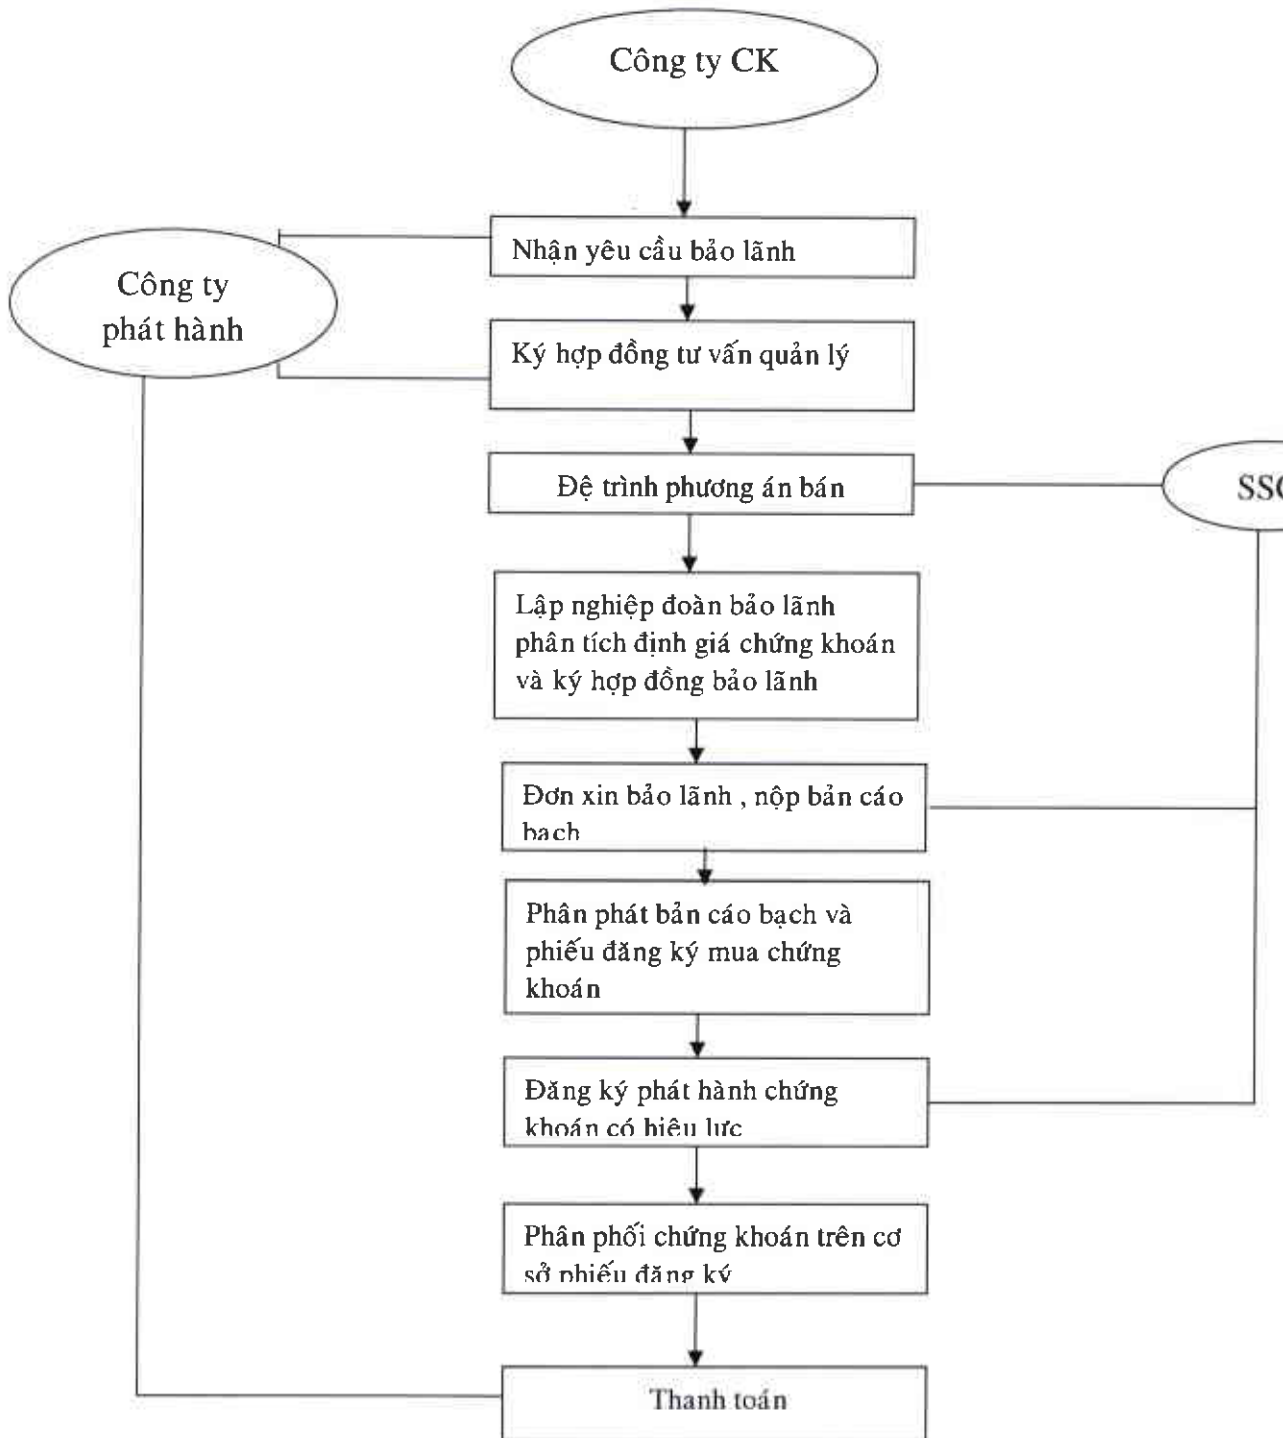 Công ty CK
Nhận yêu cầu bảo lãnh
Công ty
phát hành
Ký hợp đồng tư vấn quản lý
Đệ trình phương án bán
SSC
Lập nghiệp đoàn bảo lãnh
phân tích định giá chứng khoán
và ký hợp đồng bảo lãnh
Đơn xin bảo lãnh , nộp bản cáo
bạch
Phân phát bản cáo bạch và
phiếu đăng ký mua chứng
khoán
Đăng ký phát hành chứng
khoán có hiệu lực
Phân phối chứng khoán trên cơ
sở phiếu đăng ký
Thanh toán